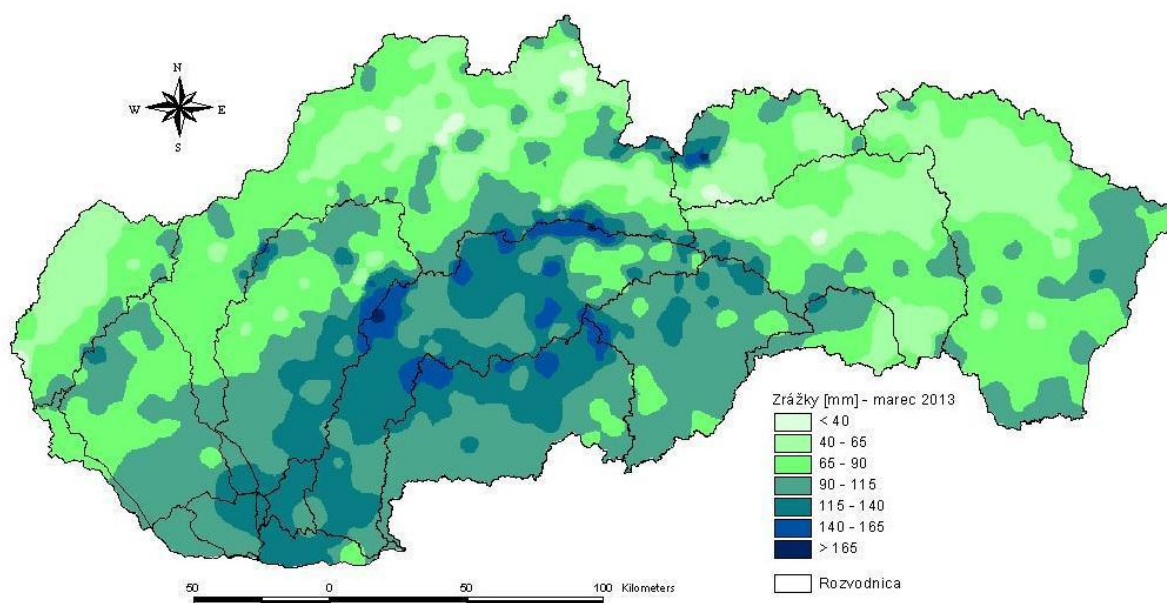 N
W E
S
Zrážky [mm] - marec 2013
< 40
40 - 65
65 - 90
90 - 115
115 - 140
140 - 165
> 165
Rozvodnica
50 0 50 100 Kilometers